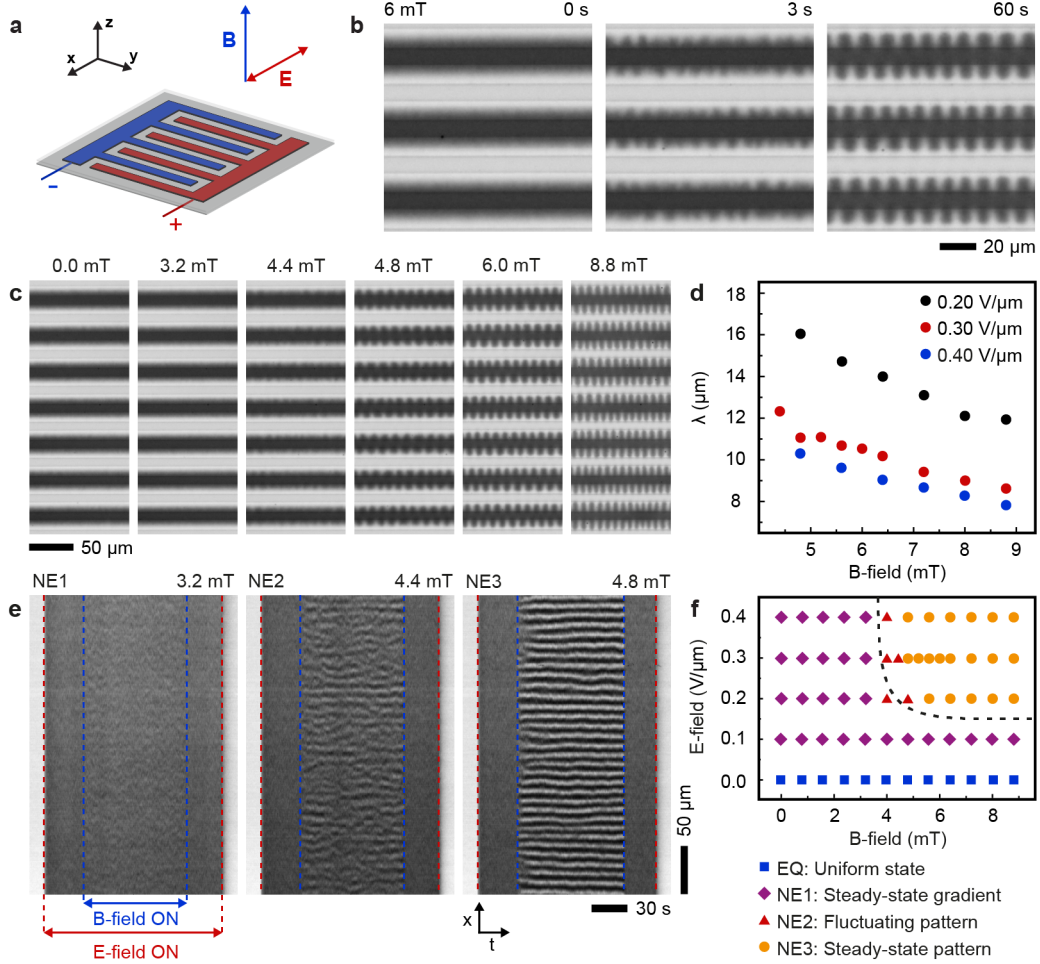 a
z
x
y
B
E
–
+
b
6 mT
0 s
3 s
60 s
20 µm
0.0 mT
3.2 mT
4.4 mT
4.8 mT
6.0 mT
8.8 mT
c
50 µm
d
18
16
14
12
10
8
λ (µm)
0.20 V/µm
0.30 V/µm
0.40 V/µm
5
6
7
8
9
B-field (mT)
e
NE1
3.2 mT
NE2
4.4 mT
NE3
4.8 mT
B-field ON
E-field ON
50 µm
x
t
30 s
f
0.4
0.3
0.2
0.1
0.0
E-field (V/µm)
0
2
4
6
8
B-field (mT)
EQ: Uniform state
NE1: Steady-state gradient
NE2: Fluctuating pattern
NE3: Steady-state pattern